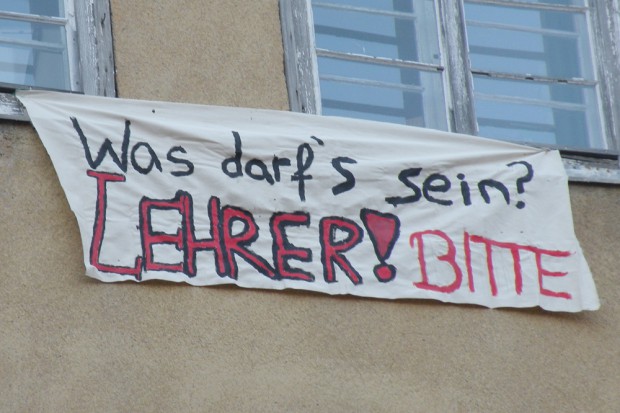 Was darf's sein?
LEHRER! BITTE